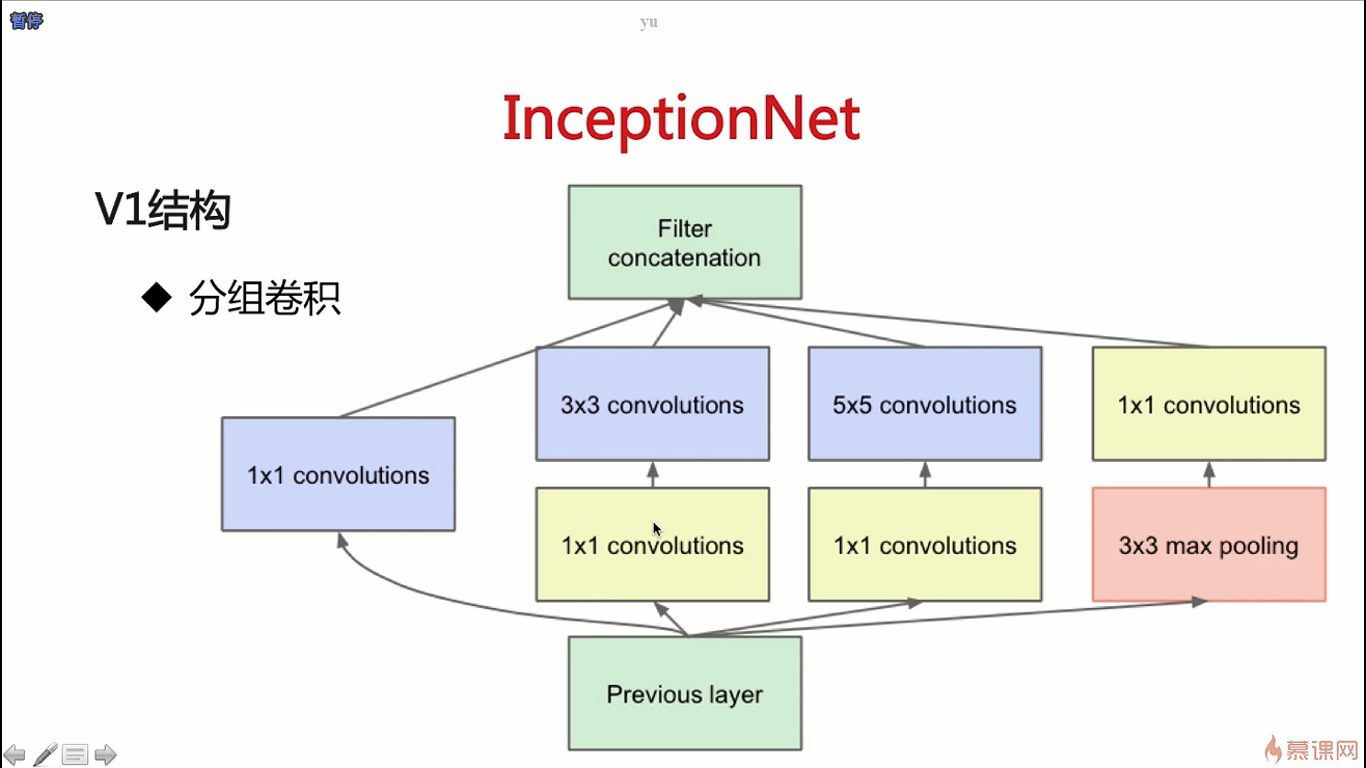 暂停
yu
InceptionNet
V1结构
◆ 分组卷积
Filter
concatenation
3x3 convolutions
5x5 convolutions
1x1 convolutions
1x1 convolutions
1x1 convolutions
1x1 convolutions
3x3 max pooling
Previous layer
慕课网